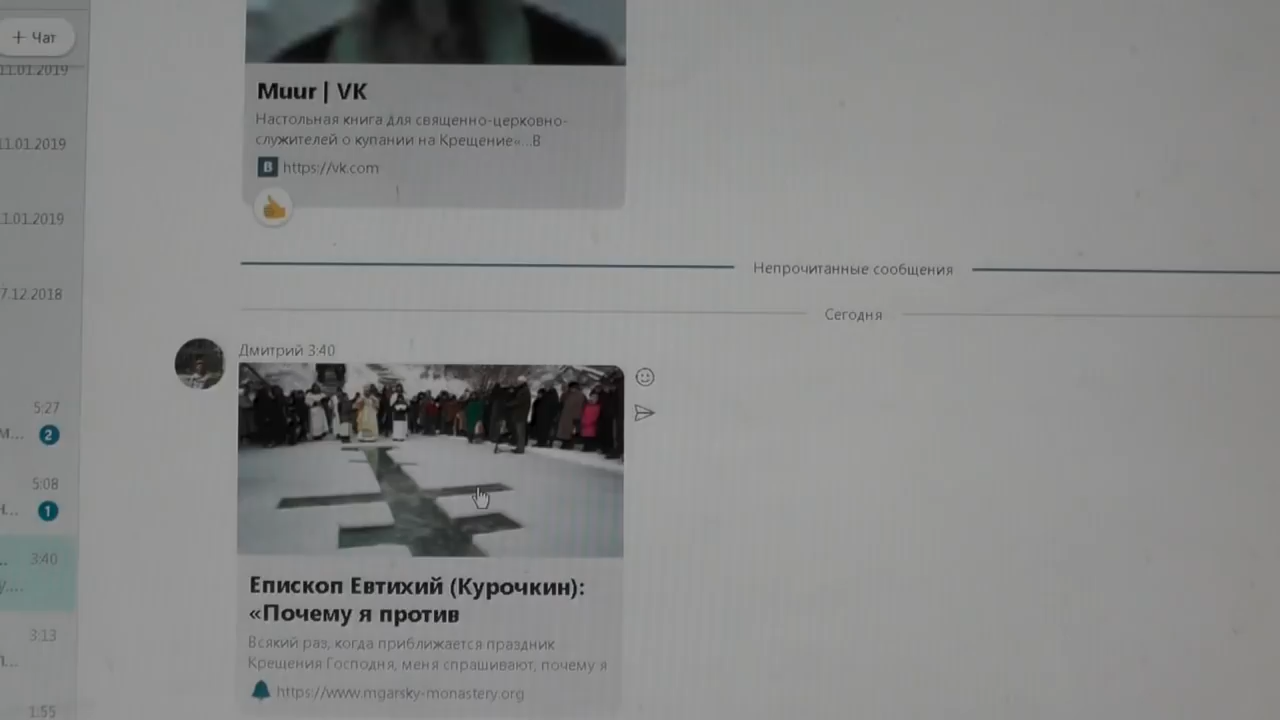 + Чат
11.01.2019
11.01.2019
1.01.2019
7.12.2018
5:27
м...
2
5:08
1
3:40
3:13
1:55
Muur | VK
Настольная книга для священно-церковно-
служителей о купании на Крещение«...В
B https://vk.com
Непрочитанные сообщения
Сегодня
Дмитрий 3:40
Епископ Евтихий (Курочкин):
«Почему я против
Всякий раз, когда приближается праздник
Крещения Господня, меня спрашивают, почему я
https://www.mgarsky-monastery.org